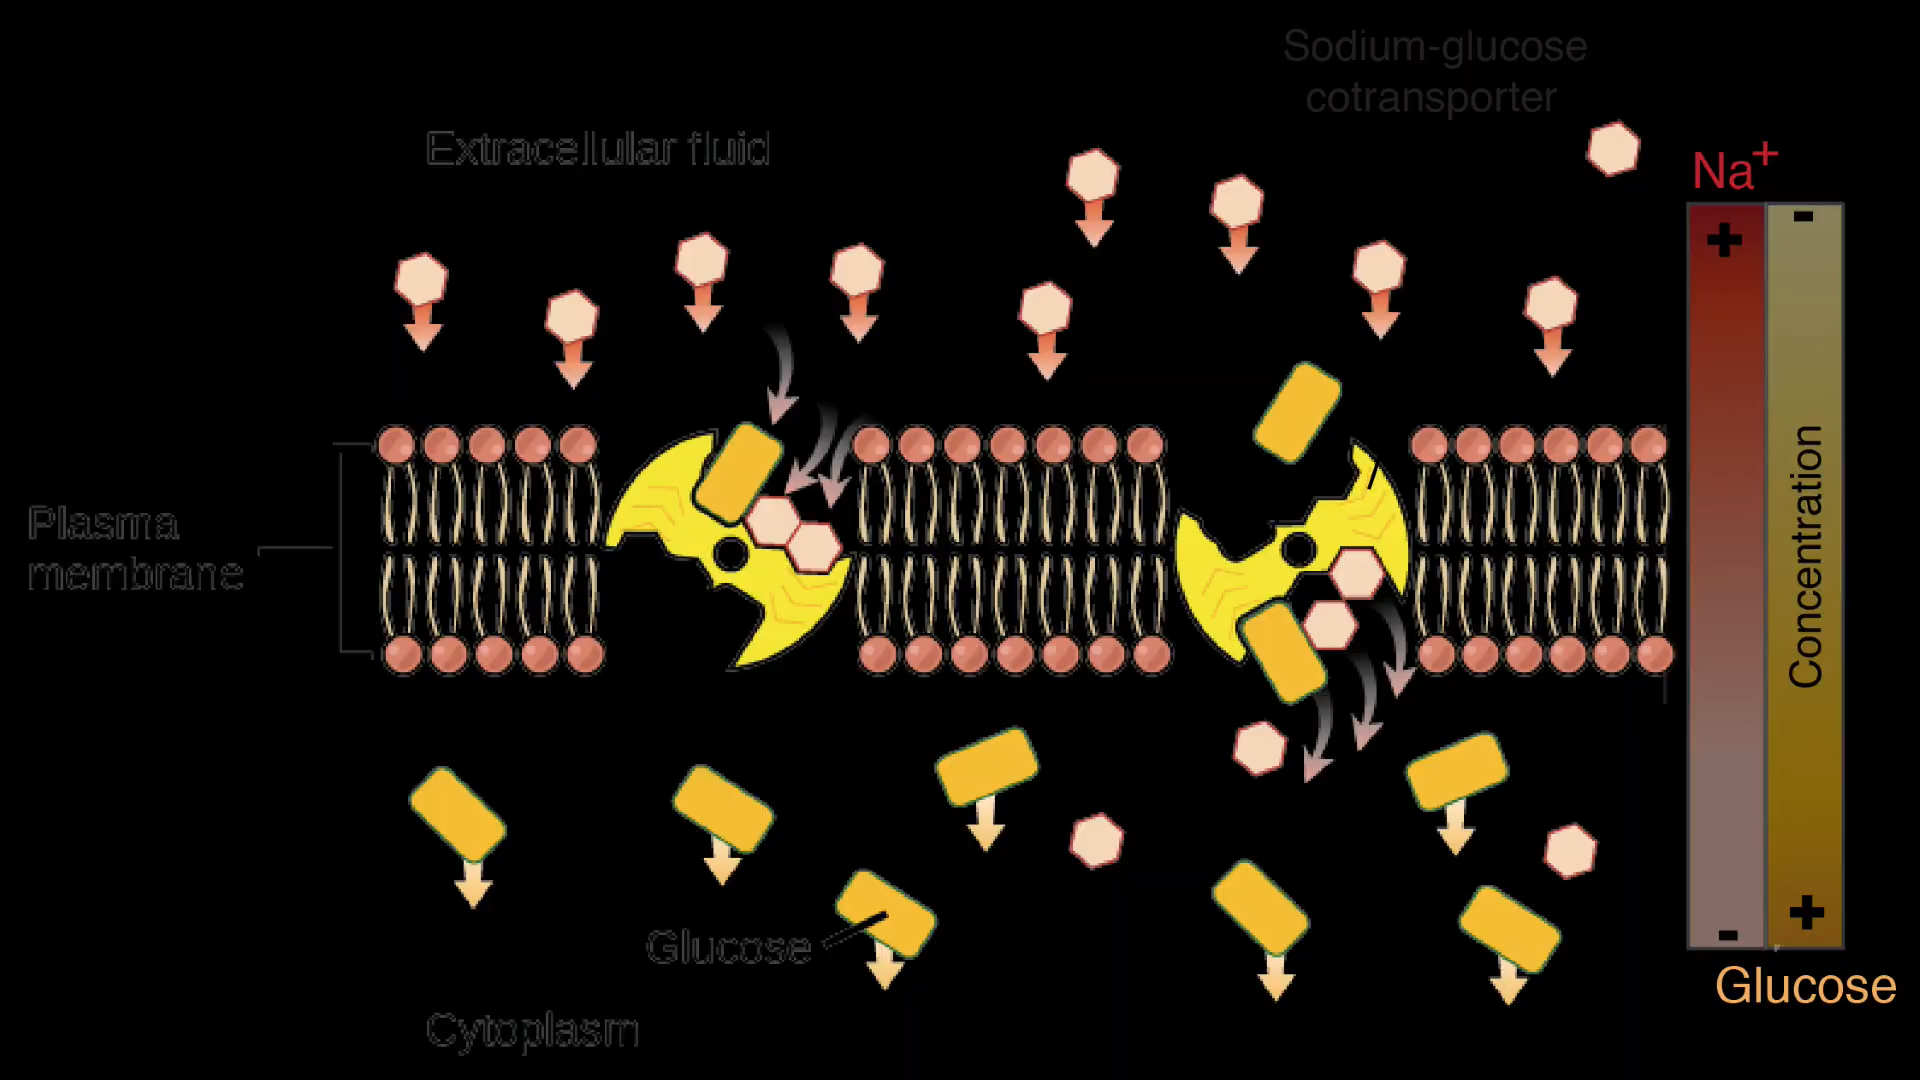 Sodium-glucose
cotransporter
Extracellular fluid
Na+
+ -
Plasma
membrane
Concentration
Glucose
- +
Glucose
Cytoplasm